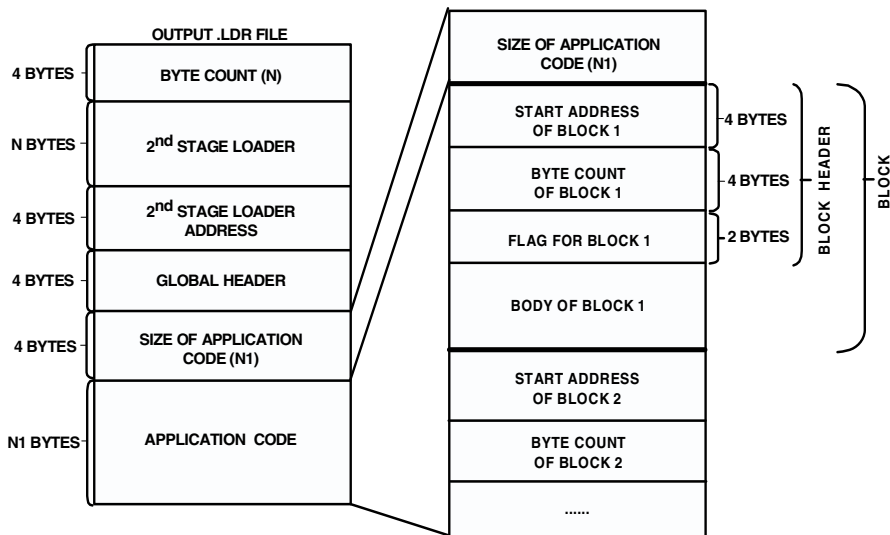 OUTPUT .LDR FILE
4 BYTES
BYTE COUNT (N)
N BYTES
2nd STAGE LOADER
4 BYTES
2nd STAGE LOADER
ADDRESS
4 BYTES
GLOBAL HEADER
4 BYTES
SIZE OF APPLICATION
CODE (N1)
N1 BYTES
APPLICATION CODE
SIZE OF APPLICATION
CODE (N1)
START ADDRESS
OF BLOCK 1
4 BYTES
BYTE COUNT
OF BLOCK 1
4 BYTES
FLAG FOR BLOCK 1
2 BYTES
BODY OF BLOCK 1
BLOCK HEADER
BLOCK
START ADDRESS
OF BLOCK 2
BYTE COUNT
OF BLOCK 2
......